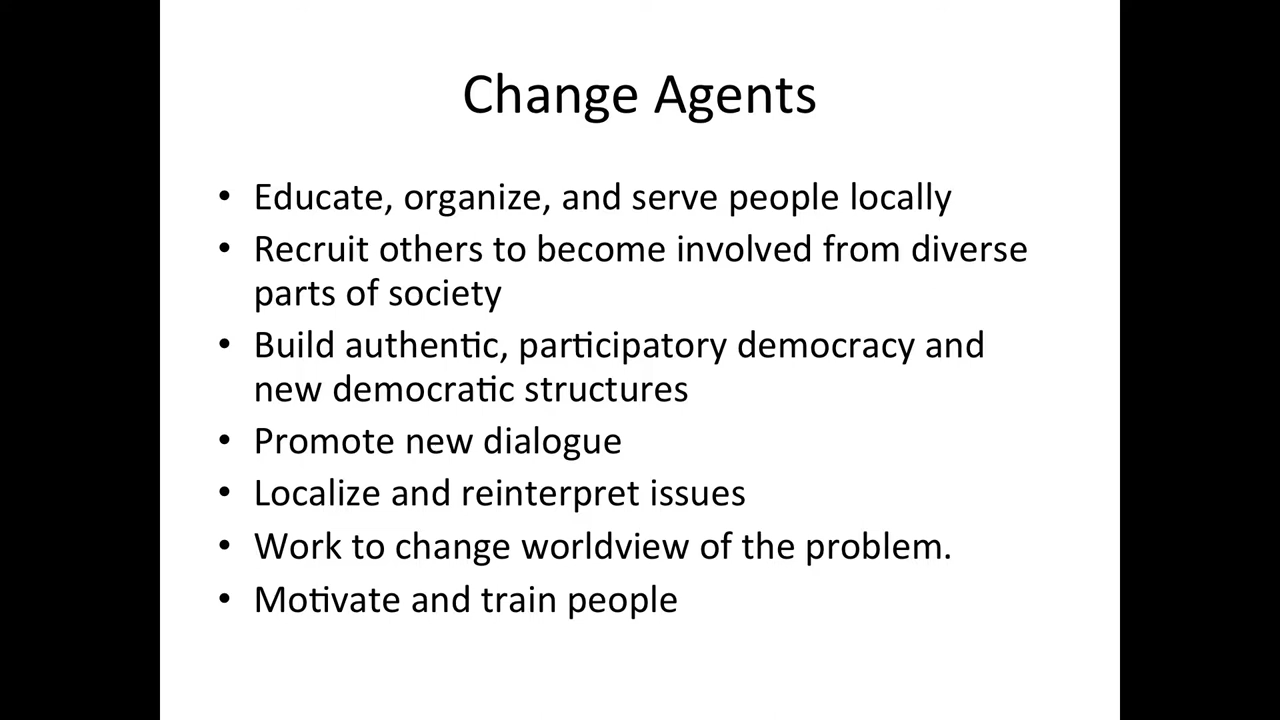 Change Agents
• Educate, organize, and serve people locally
• Recruit others to become involved from diverse
parts of society
• Build authentic, participatory democracy and
new democratic structures
• Promote new dialogue
• Localize and reinterpret issues
• Work to change worldview of the problem.
• Motivate and train people